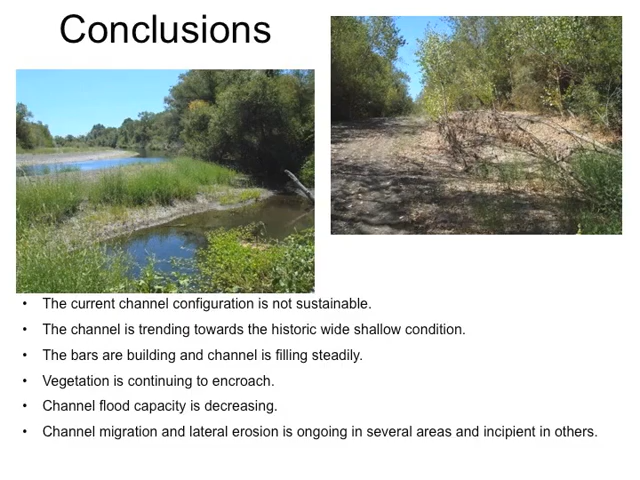 Conclusions
• The current channel configuration is not sustainable.
• The channel is trending towards the historic wide shallow condition.
• The bars are building and channel is filling steadily.
• Vegetation is continuing to encroach.
• Channel flood capacity is decreasing.
• Channel migration and lateral erosion is ongoing in several areas and incipient in others.